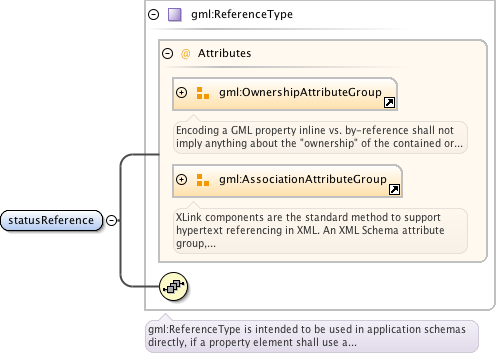 gml:ReferenceType
@ Attributes
gml:OwnershipAttributeGroup
Encoding a GML property inline vs. by-reference shall not
imply anything about the "ownership" of the contained or...
gml:AssociationAttributeGroup
XLink components are the standard method to support
hypertext referencing in XML. An XML Schema attribute
group,...
statusReference
gml:ReferenceType is intended to be used in application schemas
directly, if a property element shall use a...